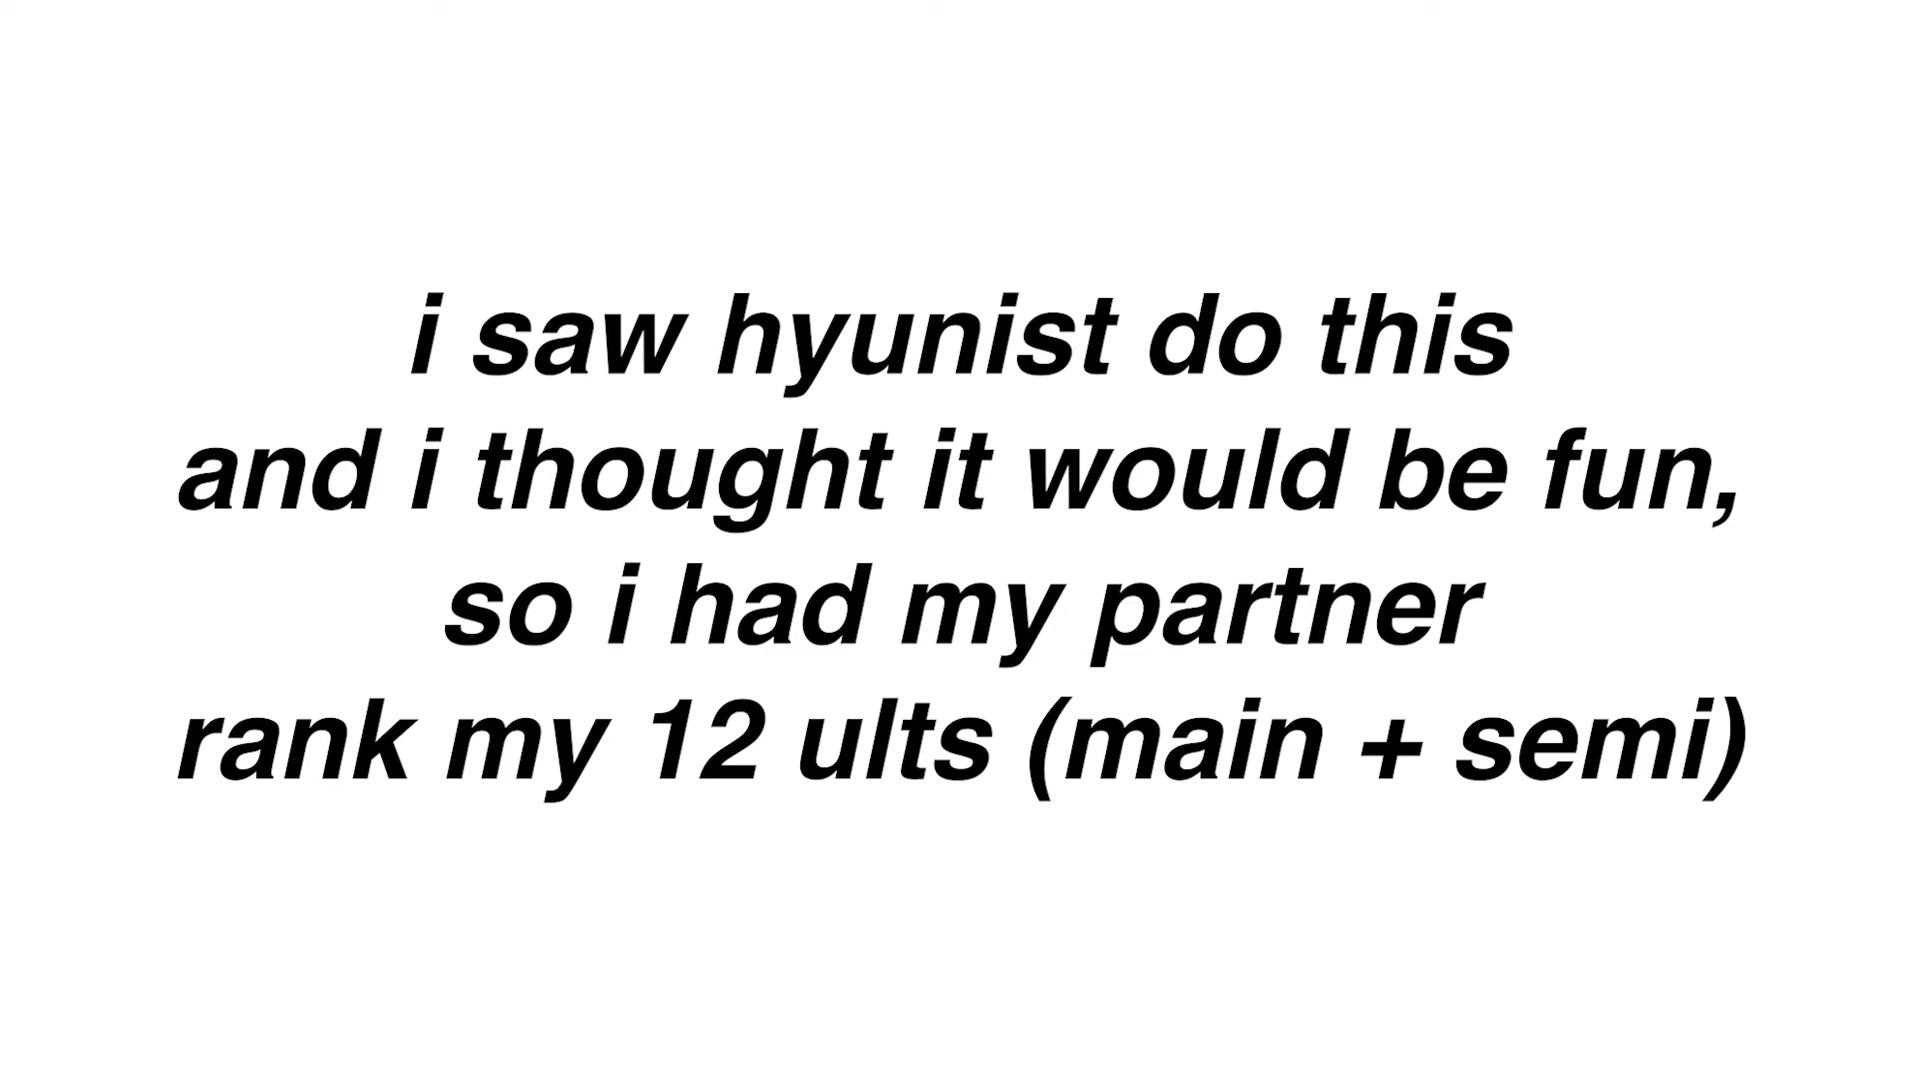 i saw hyunist do this
and i thought it would be fun,
so i had my partner
rank my 12 ults (main + semi)